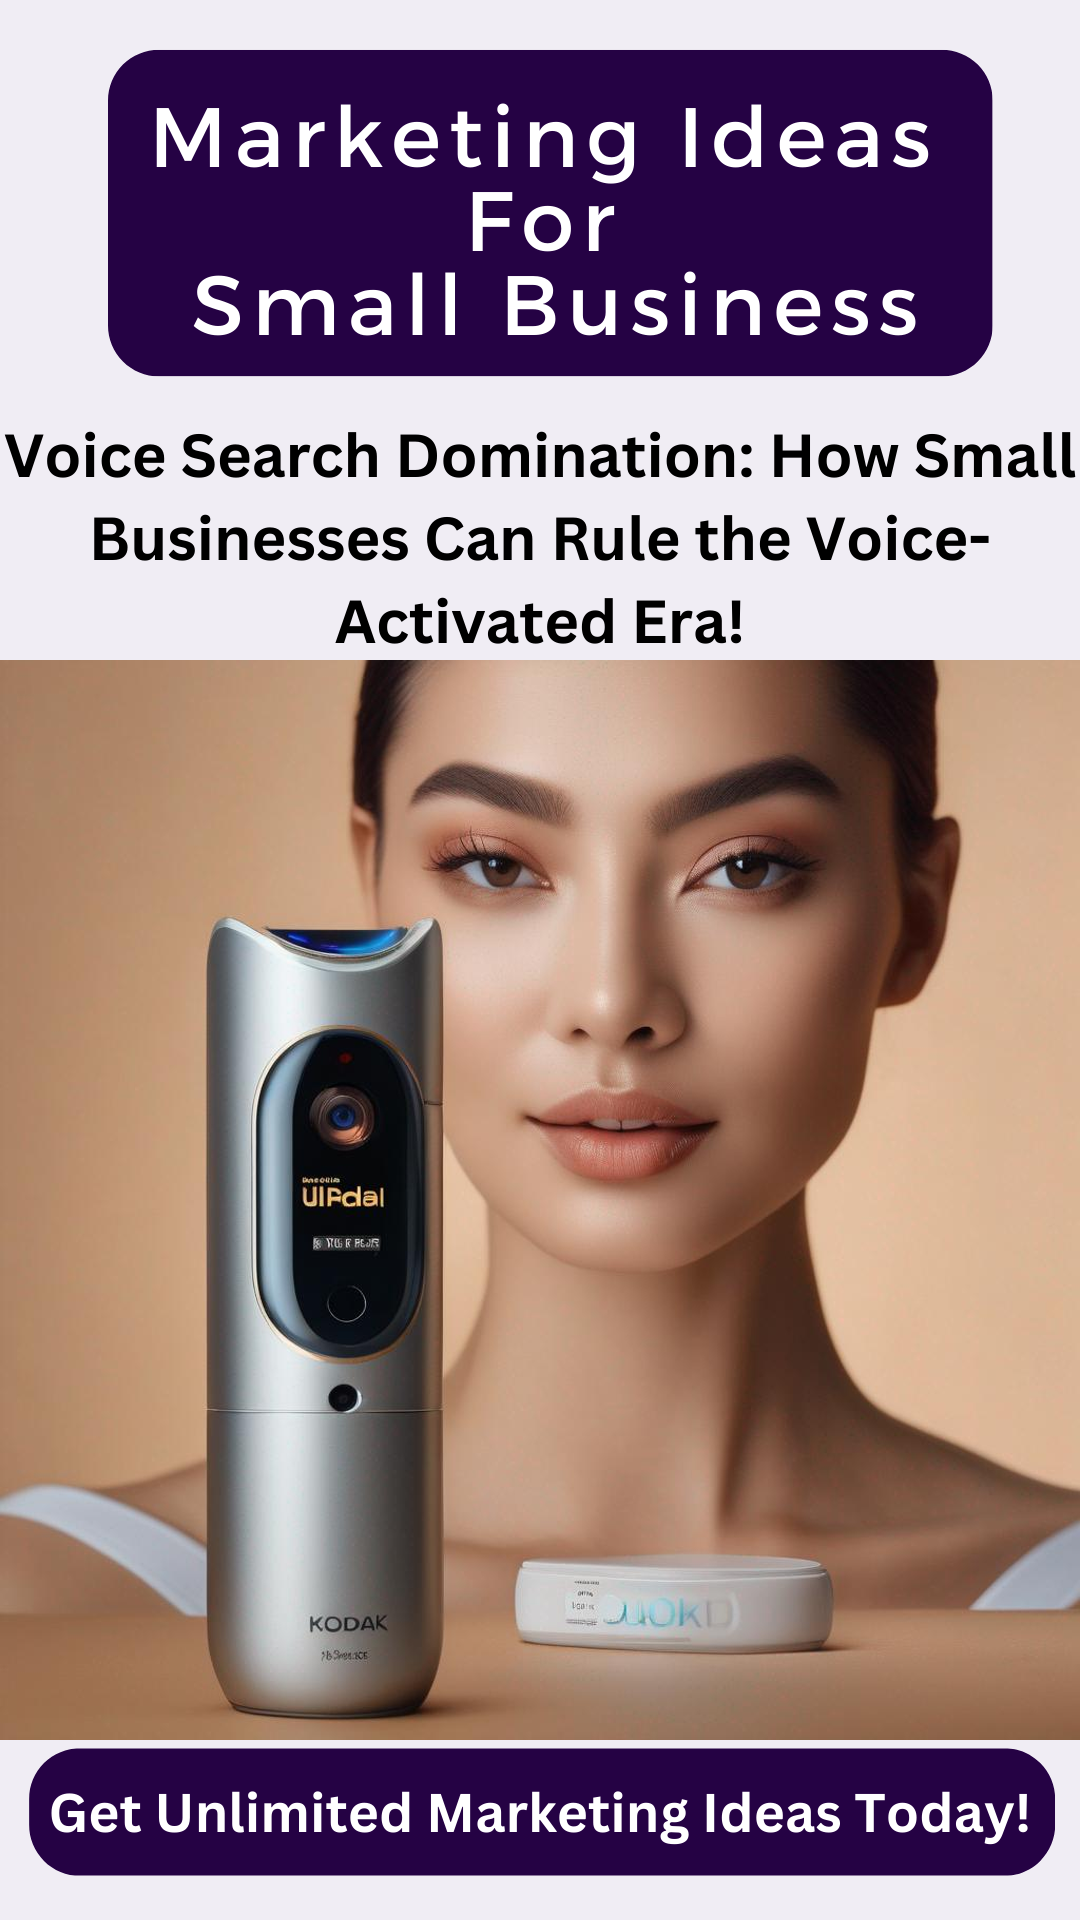 Marketing Ideas
For
Small Business
Voice Search Domination: How Small
Businesses Can Rule the Voice-
Activated Era!
UlPdal
KODAK
Get Unlimited Marketing Ideas Today!